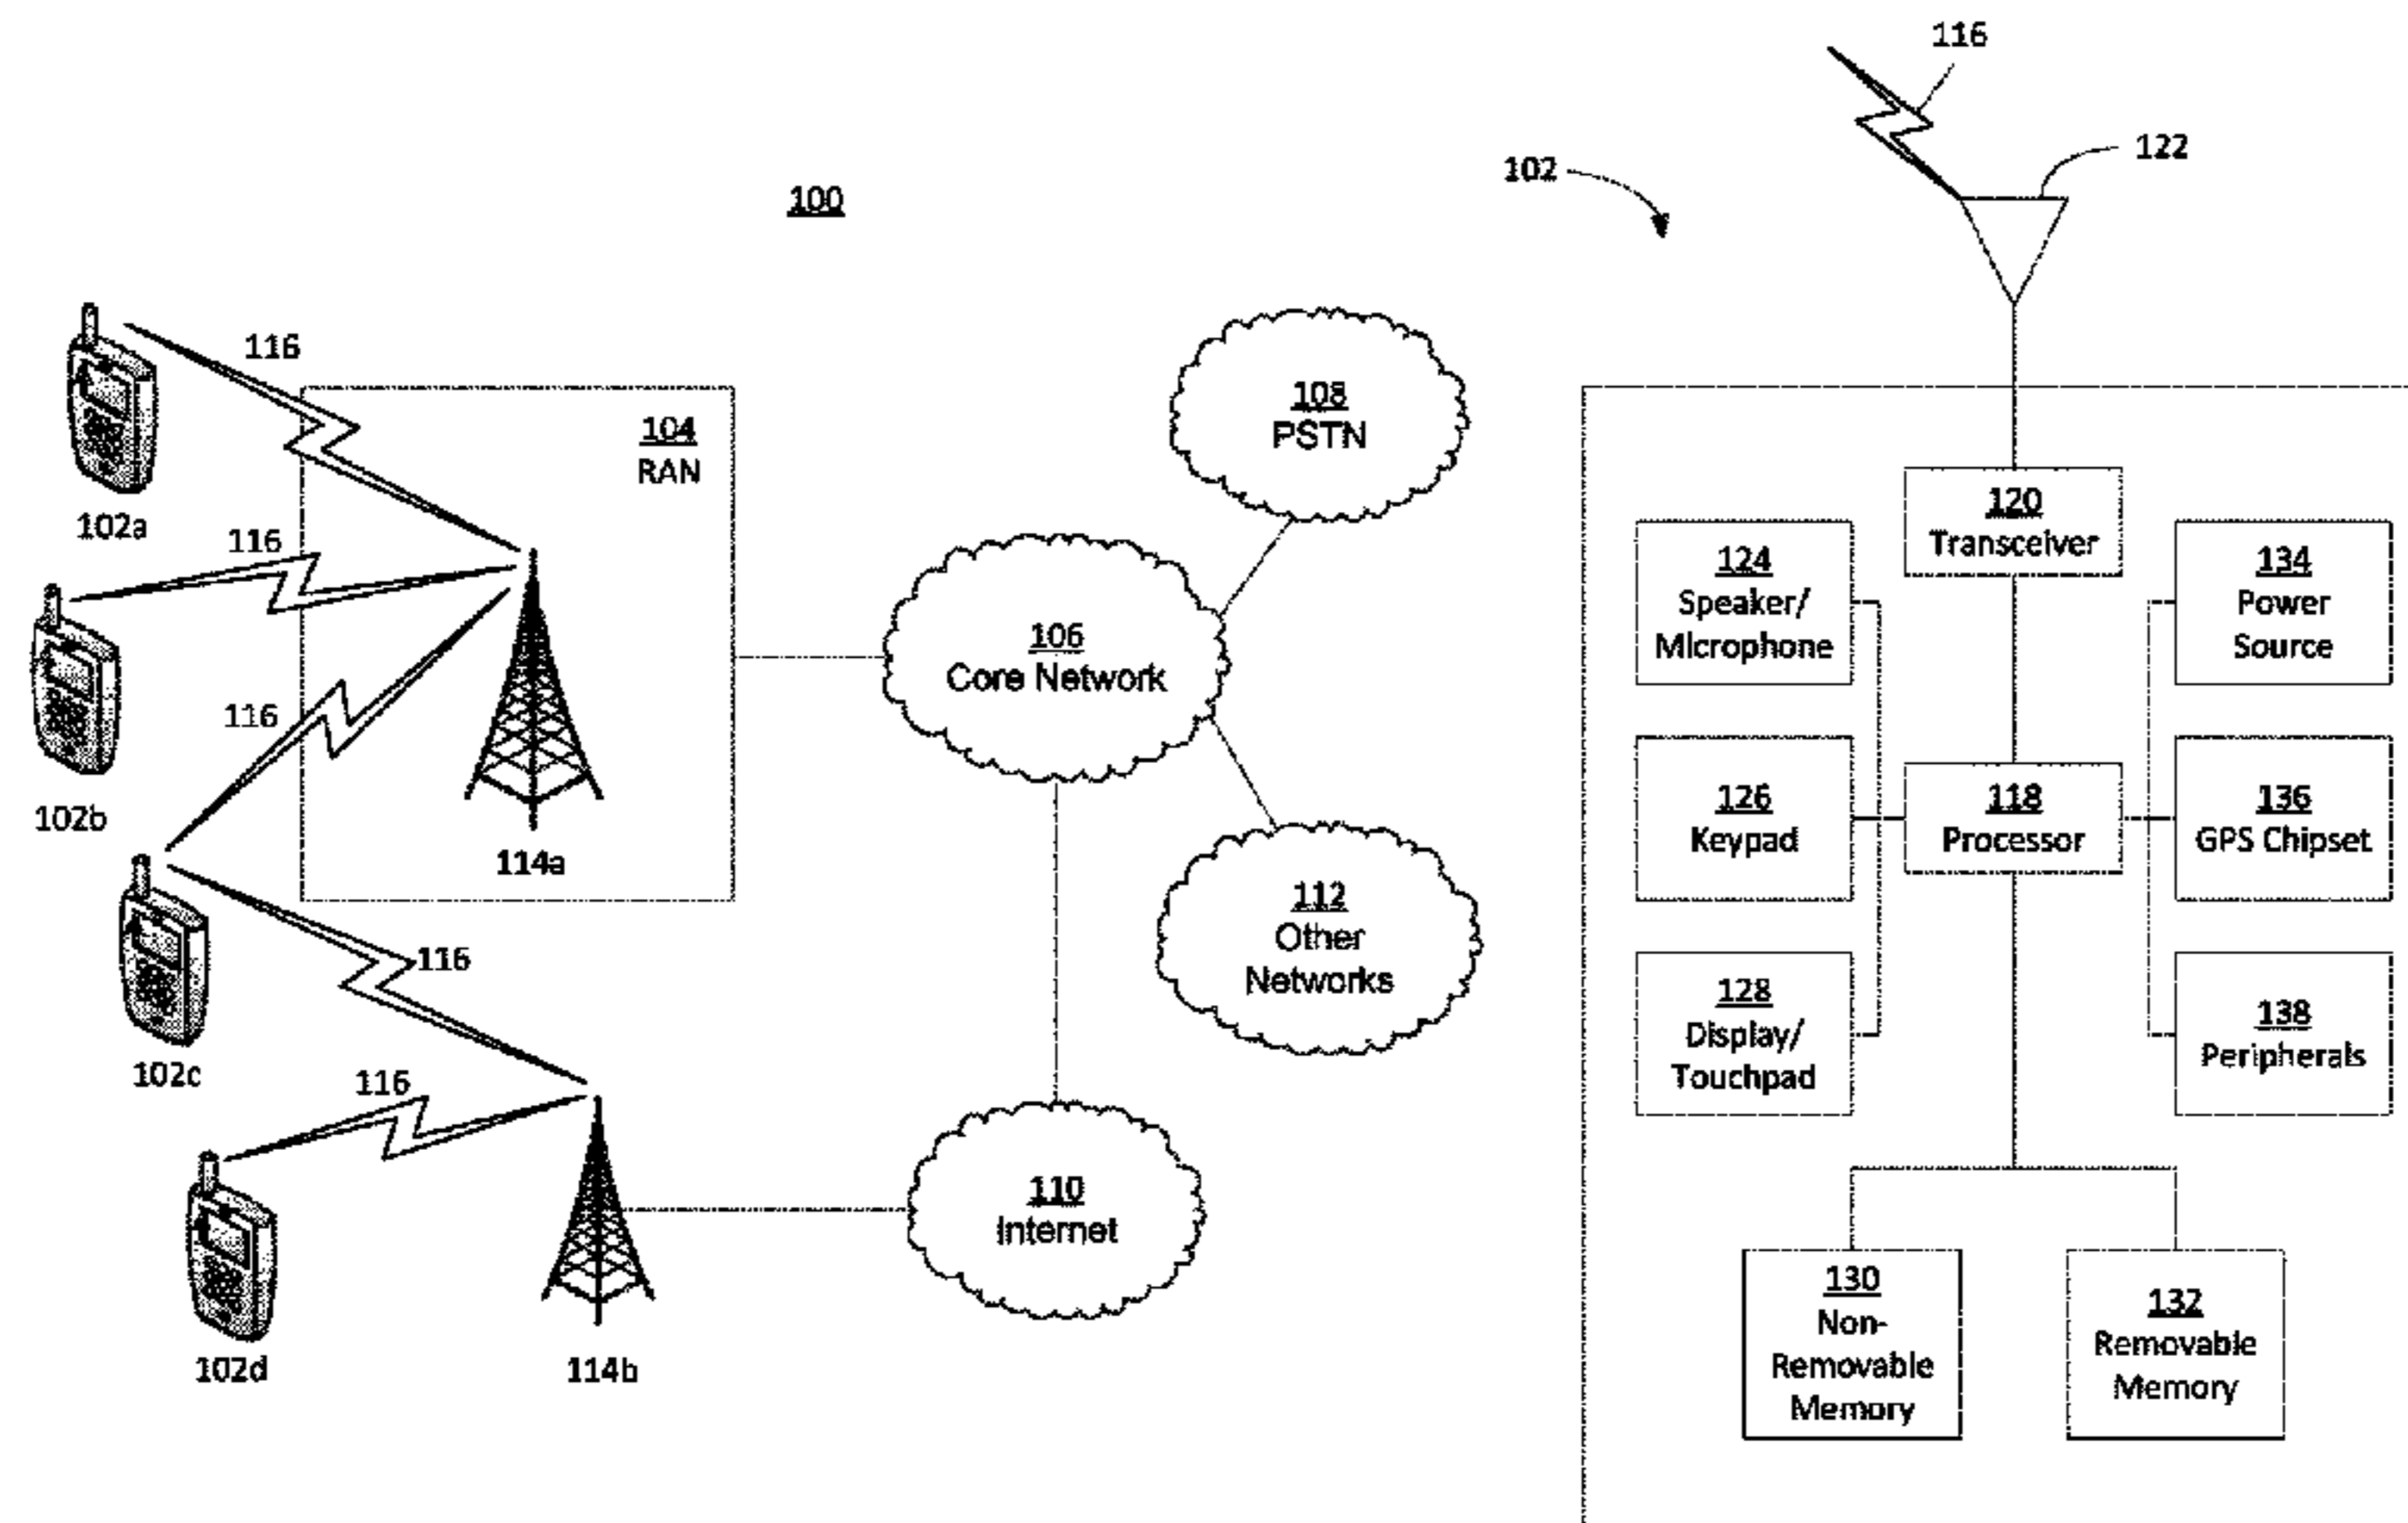 100
116
102a
116
102b
116
102c
116
116
102d
104
RAN
114a
114b
106
Core Network
108
PSTN
112
Other
Networks
110
Internet
102
116
122
120
Transceiver
124
Speaker/
Microphone
134
Power
Source
126
Keypad
118
Processor
136
GPS Chipset
128
Display/
Touchpad
138
Peripherals
130
Non-
Removable
Memory
132
Removable
Memory